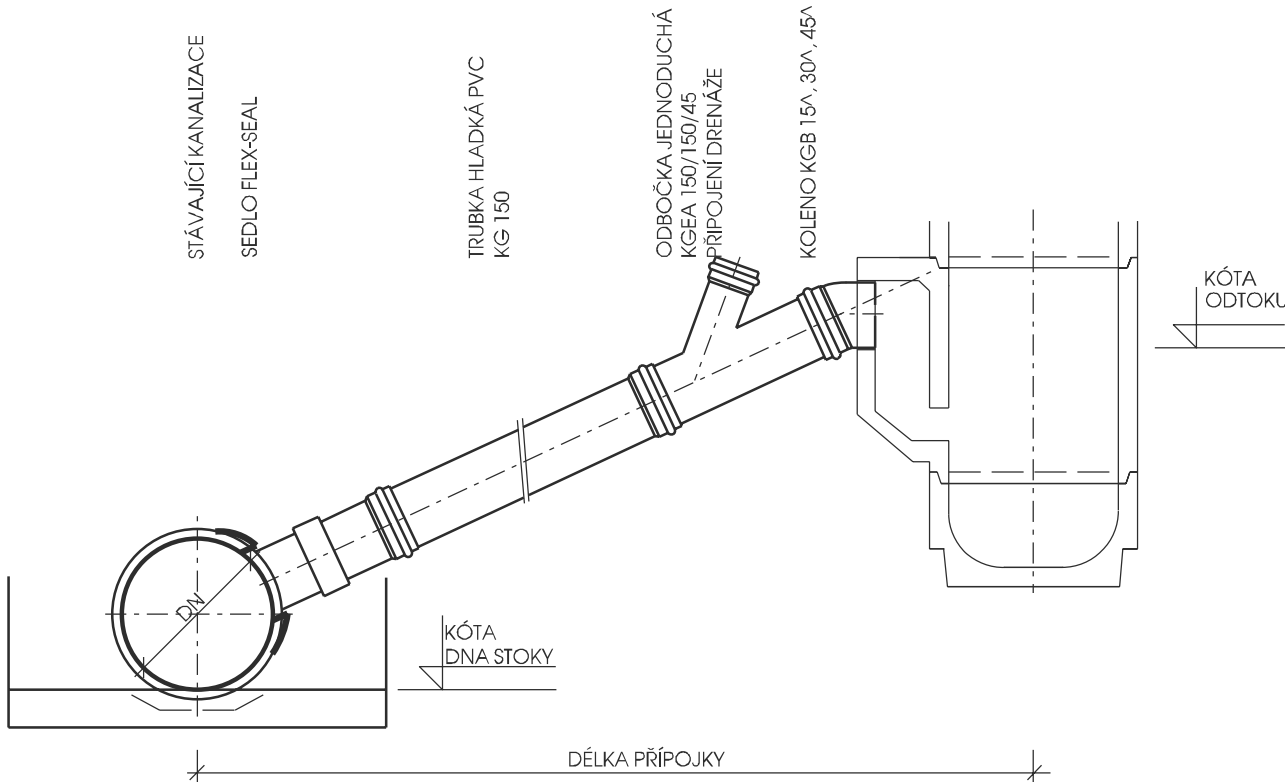 STÁVAJÍCÍ KANALIZACE
SEDLO FLEX-SEAL
TRUBKA HLADKÁ PVC
KG 150
ODBOČKA JEDNODUCHÁ
KGEA 150/150/45
PŘIPOJENÍ DRENÁŽE
KOLENO KGB 15^, 30^, 45^
KÓTA
ODTOKU
DN
KÓTA
DNA STOKY
DÉLKA PŘÍPOJKY